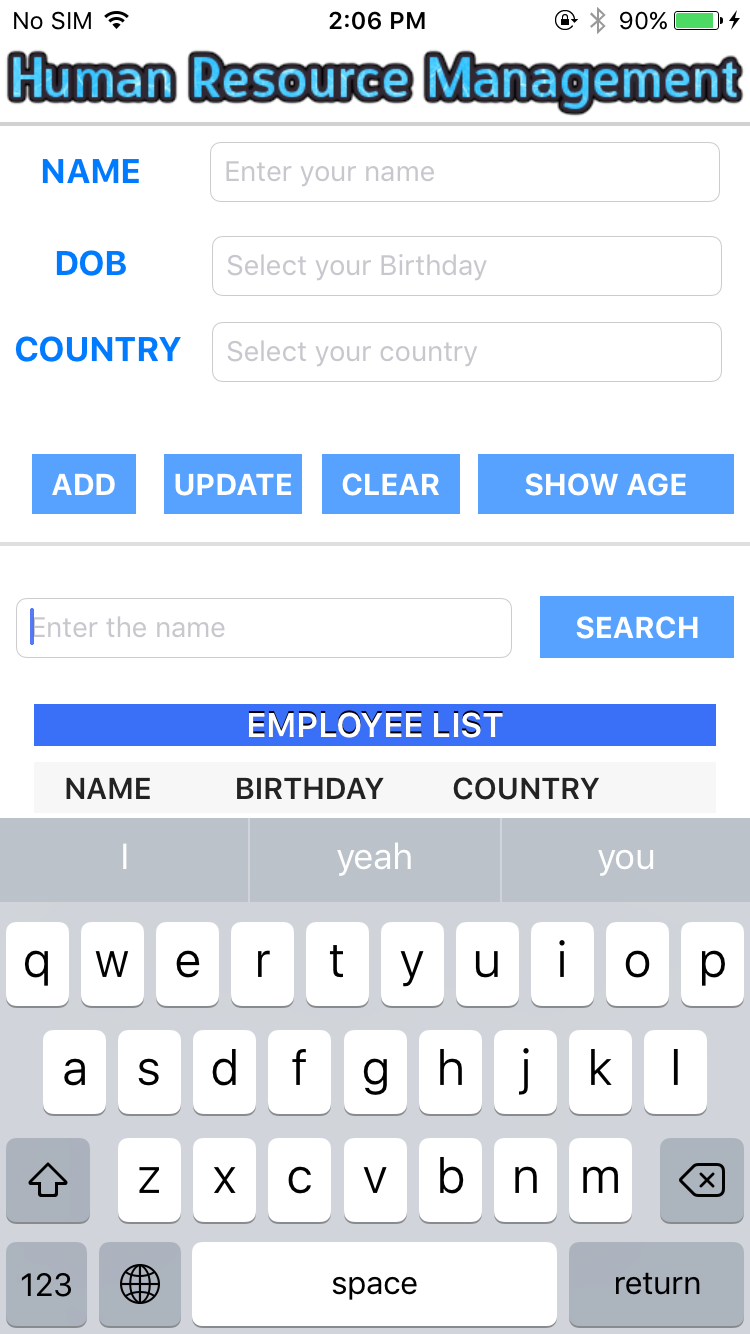 No SIM 2:06 PM 90%
Human Resource Management
NAME Enter your name
DOB Select your Birthday
COUNTRY Select your country
ADD UPDATE CLEAR SHOW AGE
Enter the name SEARCH
EMPLOYEE LIST
NAME BIRTHDAY COUNTRY
I yeah you
q w e r t y u i o p
a s d f g h j k l
z x c v b n m
123 space return